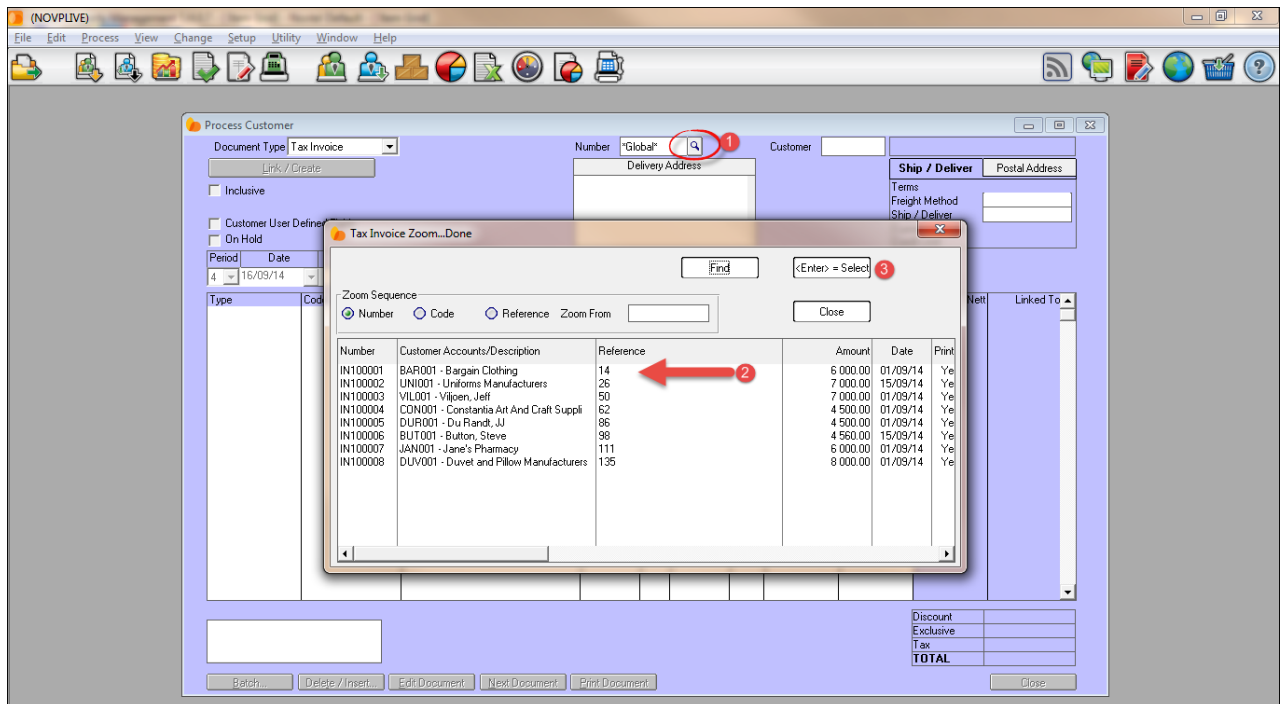 (NOVPLIVE)
File Edit Process View Change Setup Utility Window Help
Process Customer
Document Type Tax Invoice Number *Global* 1 Customer
Link / Create Delivery Address Ship / Deliver Postal Address
Inclusive Terms
Freight Method
Customer User Define Ship / Deliver
On Hold
Tax Invoice Zoom...Done
Period Date
4 16/09/14
Find <Enter> = Select 3
Type Cod Nett Linked To
Zoom Sequence
Number Code Reference Zoom From Close
Number Customer Accounts/Description Reference Amount Date Print
IN100001 BAR001 - Bargain Clothing 14 6 000.00 01/09/14 Ye
2
IN100002 UNI001 - Uniforms Manufacturers 26 7 000.00 15/09/14 Ye
IN100003 VIL001 - Viljoen, Jeff 50 7 000.00 01/09/14 Ye
IN100004 CON001 - Constantia Art And Craft Suppli 62 4 500.00 01/09/14 Ye
IN100005 DUR001 - Du Randt, JJ 86 4 500.00 01/09/14 Ye
IN100006 BUT001 - Button, Steve 98 4 560.00 15/09/14 Ye
IN100007 JAN001 - Jane's Pharmacy 111 6 000.00 01/09/14 Ye
IN100008 DUV001 - Duvet and Pillow Manufacturers 135 8 000.00 01/09/14 Ye
Discount
Exclusive
Tax
TOTAL
Batch... Delete / Insert... Edit Document Next Document Print Document Close